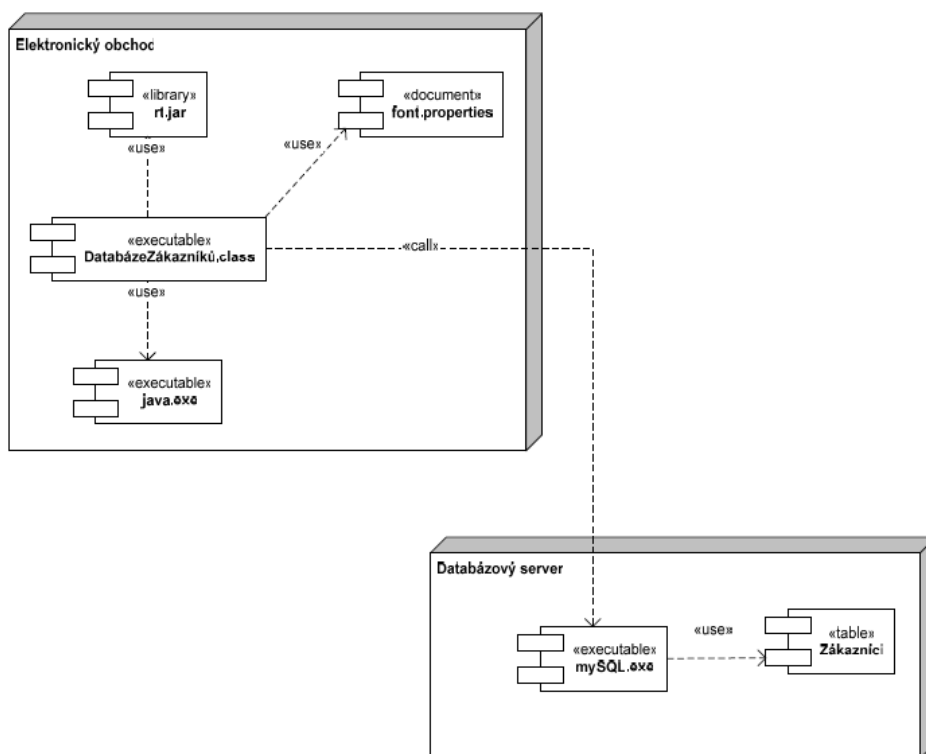 Elektronický obchod
«library»
rt.jar
«document»
font.properties
«use»
«use»
«executable»
DatabázeZákazníků.class
«call»
«use»
«executable»
java.exe
Databázový server
«executable»
mySQL.exe
«use»
«table»
Zákazníci